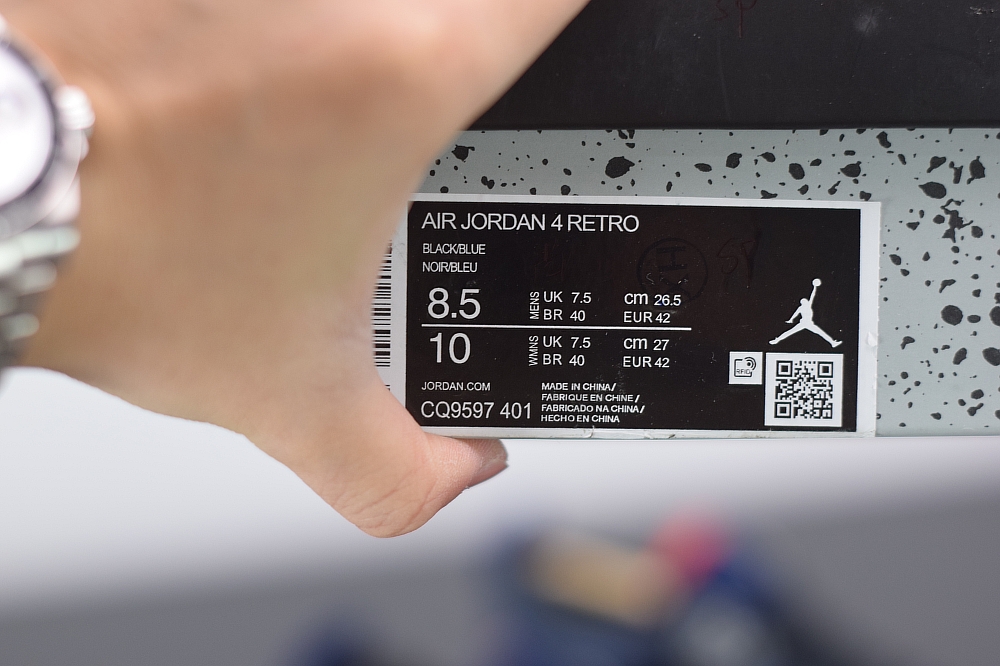 AIR JORDAN 4 RETRO
BLACK/BLUE
NOIR/BLEU
8.5 MENS UK 7.5 cm 26.5
BR 40 EUR 42
10 WMNS UK 7.5 cm 27
BR 40 EUR 42
JORDAN.COM
CQ9597 401
MADE IN CHINA/
FABRIQUE EN CHINE/
FABRICADO NA CHINA/
HECHO EN CHINA
RFID